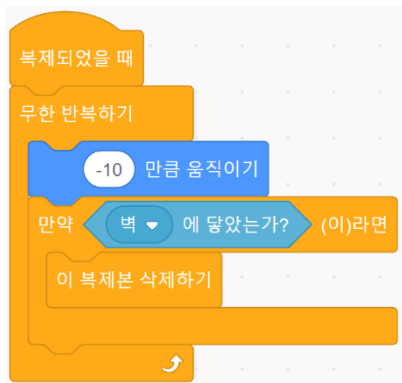 복제되었을 때
무한 반복하기
-10 만큼 움직이기
만약 벽 에 닿았는가? (이)라면
이 복제본 삭제하기